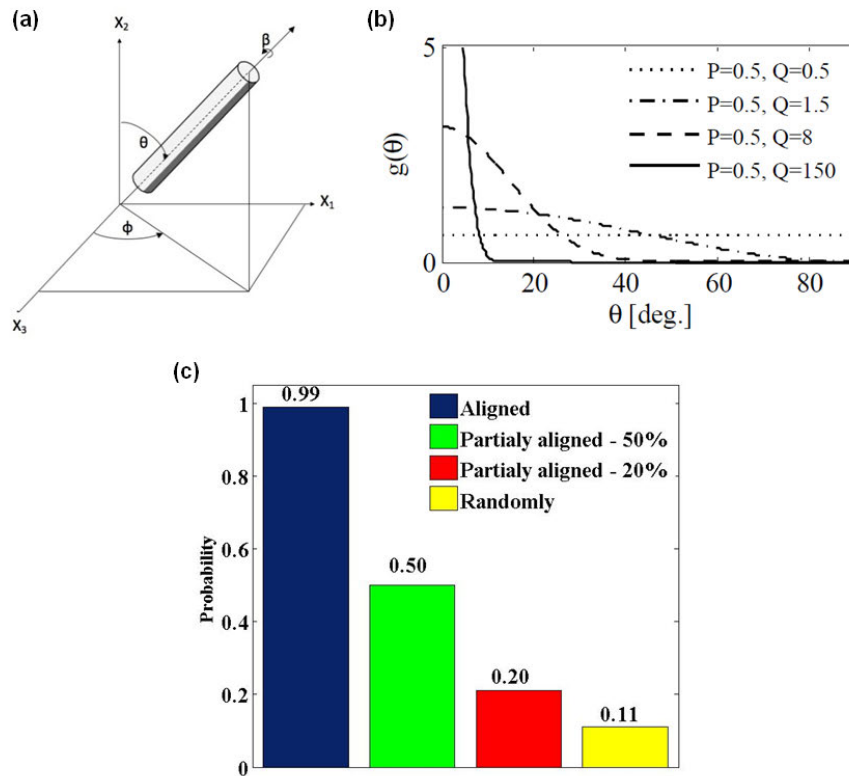 (a)
X₂
β
θ
X₁
ϕ
X₃
(b)
5
g(θ)
0
0 20 40 60 80
θ [deg.]
P=0.5, Q=0.5
P=0.5, Q=1.5
P=0.5, Q=8
P=0.5, Q=150
(c)
Probability
1
0.8
0.6
0.4
0.2
0
0.99
0.50
0.20
0.11
Aligned
Partialy aligned - 50%
Partialy aligned - 20%
Randomly